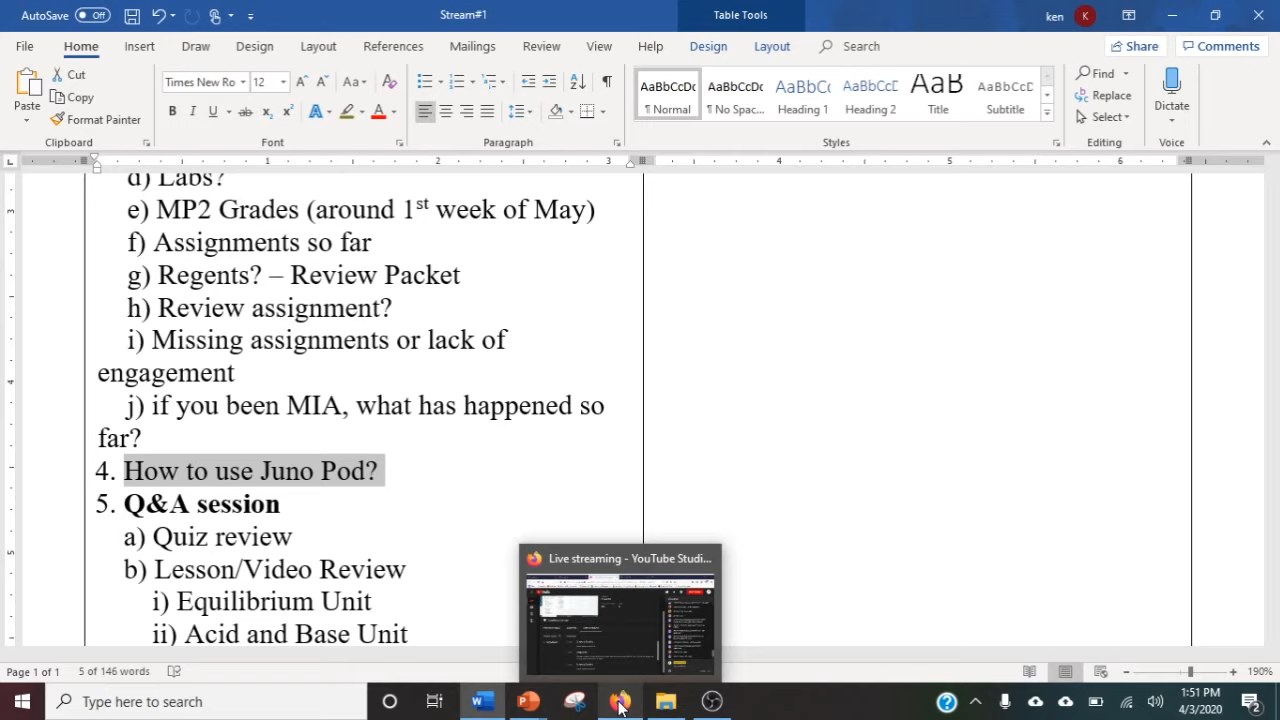 AutoSave Off
Stream#1
Table Tools
ken K
File Home Insert Draw Design Layout References Mailings Review View Help Design Layout Search Share Comments
Paste
Cut
Copy
Format Painter
Times New Ro 12
AaBbCcDc AaBbCcDc AaBbC AaBbCcD AaB AaBbCcD
¶ Normal ¶ No Spac... Heading 1 Heading 2 Title Subtitle
Find
Replace
Select
Dictate
Clipboard Font Paragraph Styles Editing Voice
1 2 3 4 5 6
d) Labs?
e) MP2 Grades (around 1st week of May)
f) Assignments so far
g) Regents? – Review Packet
h) Review assignment?
i) Missing assignments or lack of
engagement
j) if you been MIA, what has happened so
far?
4. How to use Juno Pod?
5. Q&A session
a) Quiz review
b) Lesson/Video Review
i)Equilibrium Unit
ii) Acid and Base Unit
Live streaming - YouTube Studi...
5 of 146 words
190%
Type here to search
1:51 PM
4/3/2020